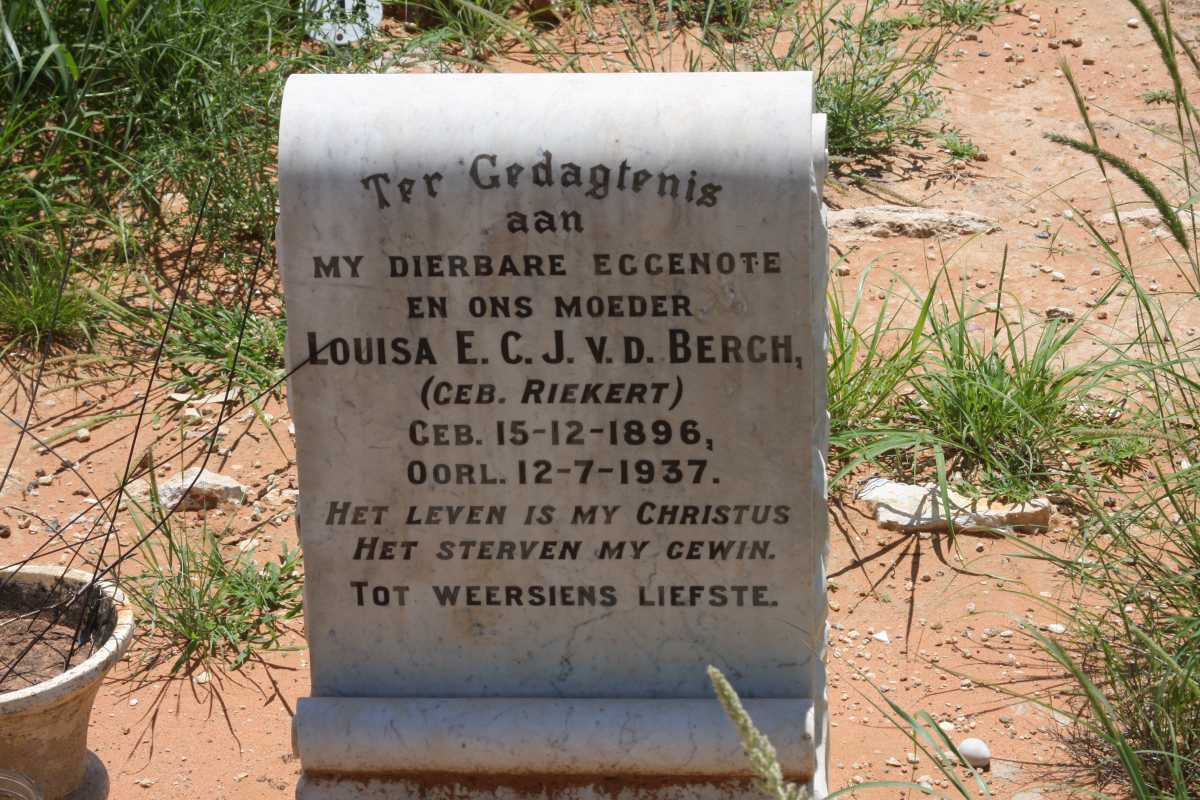 Ter Gedagtenis
aan
MY DIERBARE EGGENOTE
EN ONS MOEDER
LOUISA E. C. J. V. D. BERGH,
(GEB. RIEKERT)
GEB. 15-12-1896,
OORL. 12-7-1937.
HET LEVEN IS MY CHRISTUS
HET STERVEN MY GEWIN.
TOT WEERSIENS LIEFSTE.